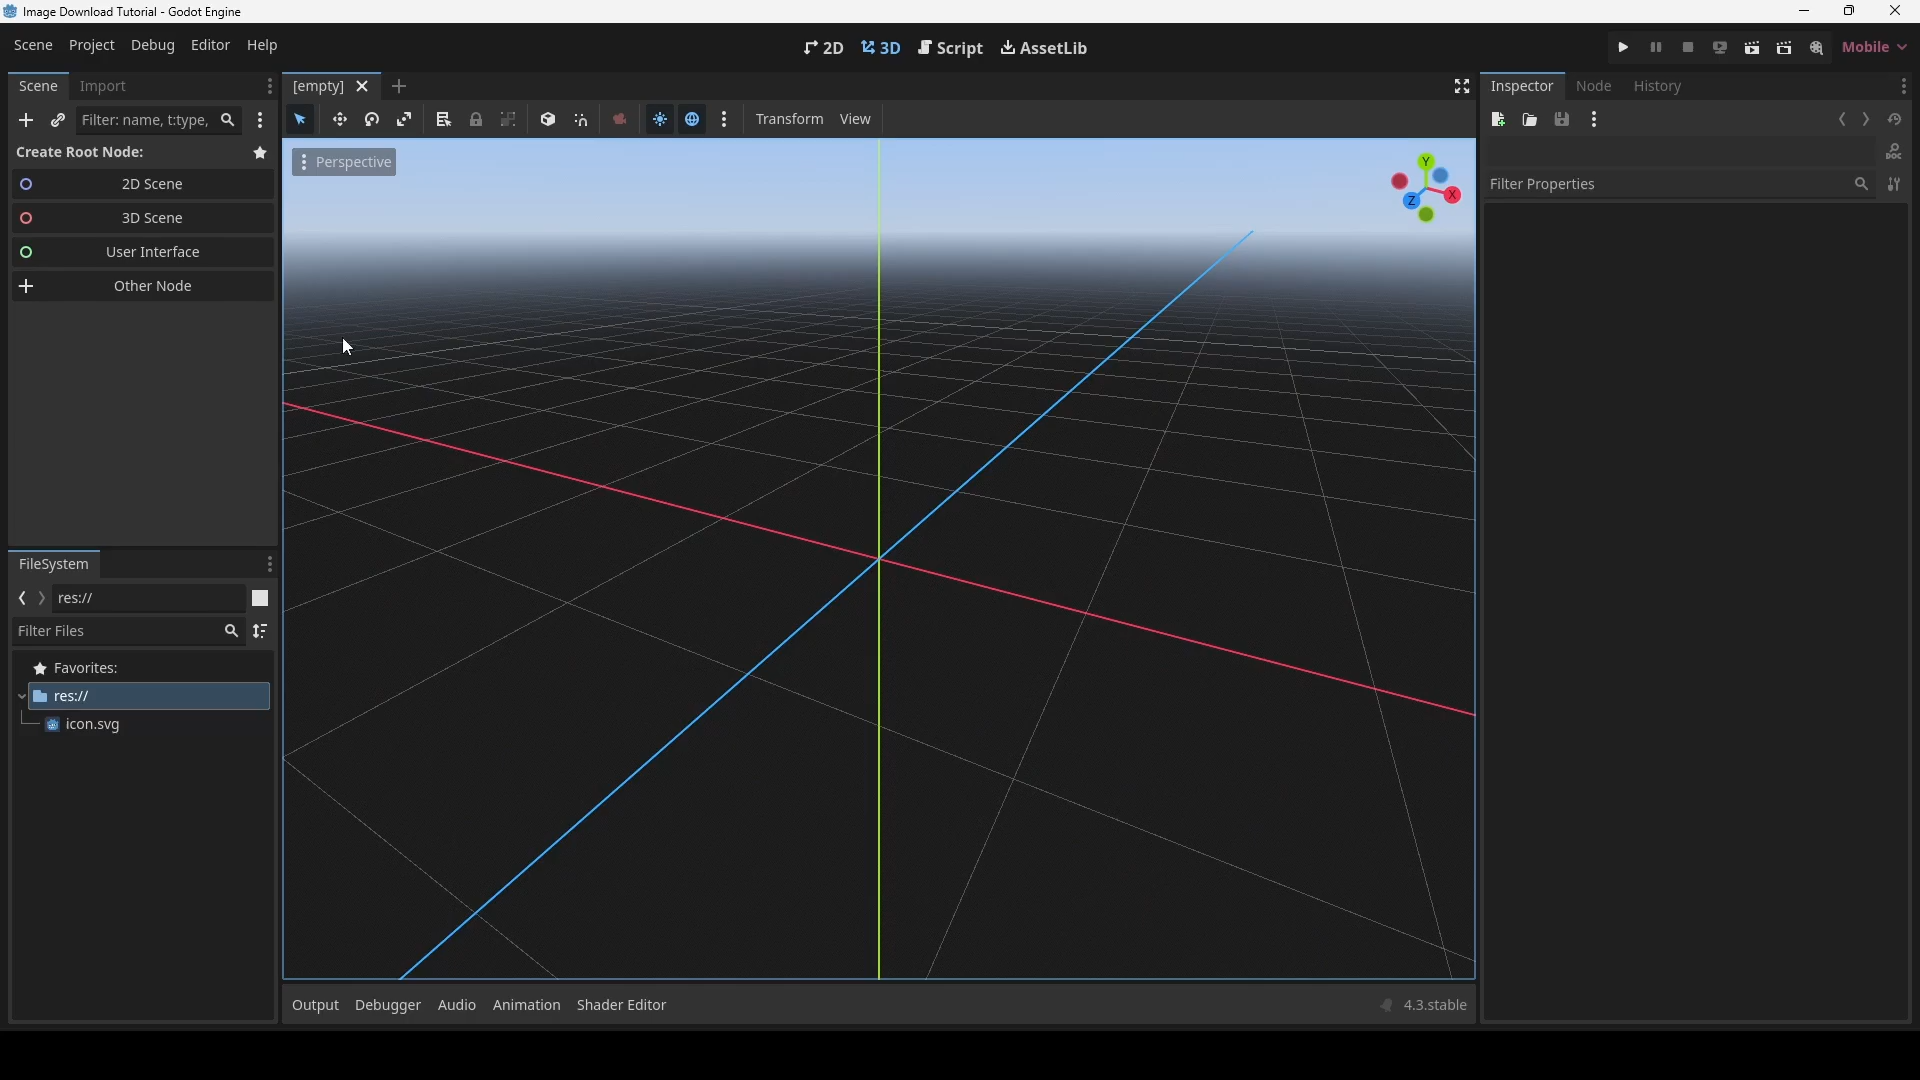 Image Download Tutorial - Godot Engine
Scene Project Debug Editor Help
2D 3D Script AssetLib
Mobile
Scene Import
[empty]
Inspector Node History
Filter: name, t:type,
Transform View
Create Root Node:
2D Scene
3D Scene
User Interface
Other Node
Perspective
Y
X
Z
DOC
Filter Properties
FileSystem
res://
Filter Files
Favorites:
res://
icon.svg
Output Debugger Audio Animation Shader Editor
4.3.stable